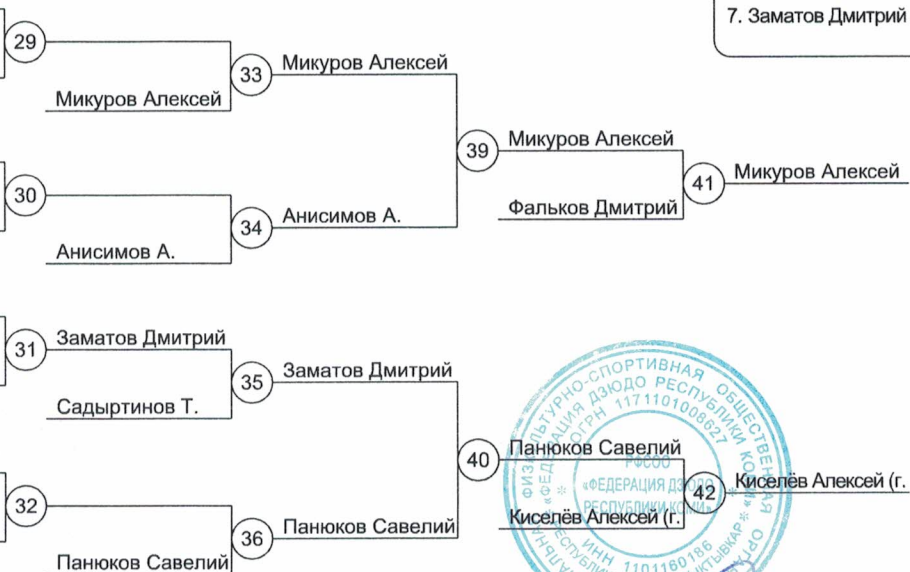 7. Заматов Дмитрий
29
33
Микуров Алексей
Микуров Алексей
39
Микуров Алексей
41
Микуров Алексей
30
Фальков Дмитрий
34
Анисимов А.
Анисимов А.
31
Заматов Дмитрий
35
Заматов Дмитрий
Садыртинов Т.
40
Панюков Савелий
42
Киселёв Алексей (г.
Киселёв Алексей (г.
32
36
Панюков Савелий
Панюков Савелий
ФИЗКУЛЬТУРНО-СПОРТИВНАЯ ОБЩЕСТВЕННАЯ
«ФЕДЕРАЦИЯ ДЗЮДО РЕСПУБЛИКИ КОМИ»
ОГРН 1171101008627
РФСОО
«ФЕДЕРАЦИЯ ДЗЮДО
РЕСПУБЛИКИ КОМИ»
ИНН 1101160186